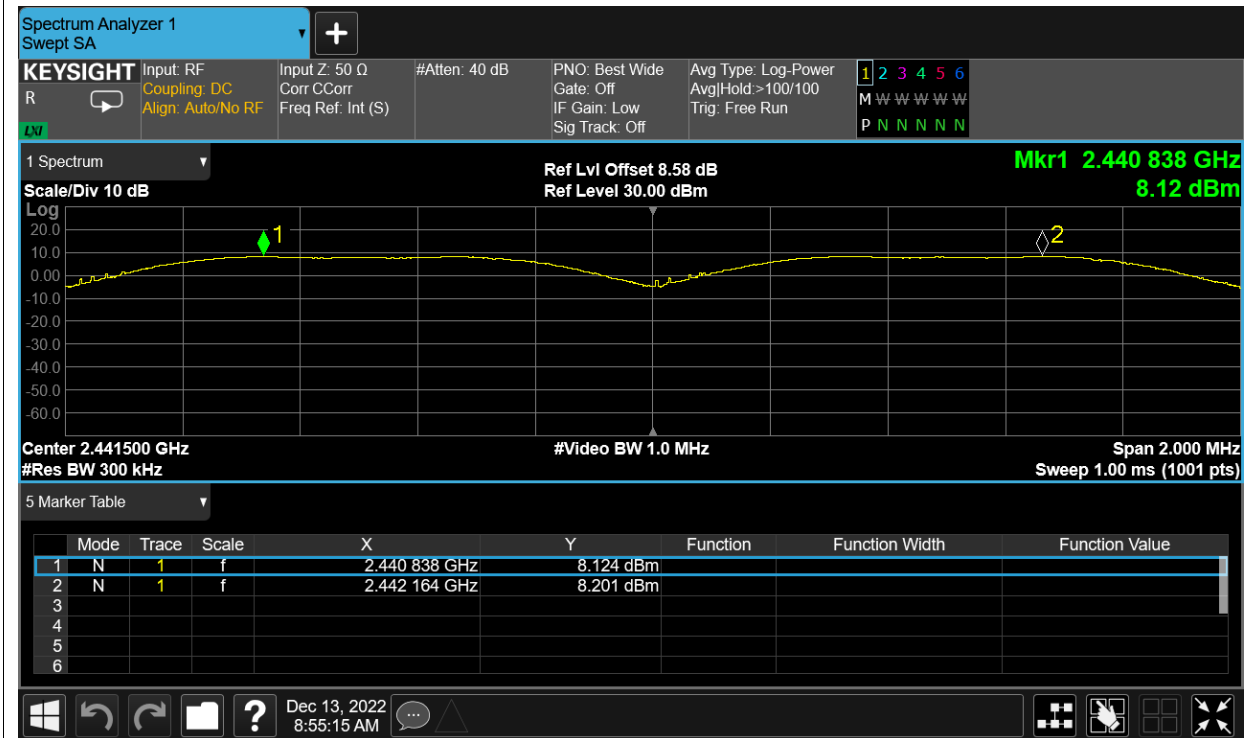 Spectrum Analyzer 1
Swept SA
+
KEYSIGHT Input: RF Input Z: 50 Ω #Atten: 40 dB PNO: Best Wide Avg Type: Log-Power 1 2 3 4 5 6
R Coupling: DC Corr CCorr Gate: Off Avg|Hold:>100/100 M W W W W W
Align: Auto/No RF Freq Ref: Int (S) IF Gain: Low Trig: Free Run P N N N N N
LXI Sig Track: Off
1 Spectrum Ref Lvl Offset 8.58 dB Mkr1 2.440 838 GHz
Scale/Div 10 dB Ref Level 30.00 dBm 8.12 dBm
Log
20.0 1 2
10.0
0.00
-10.0
-20.0
-30.0
-40.0
-50.0
-60.0
Center 2.441500 GHz #Video BW 1.0 MHz Span 2.000 MHz
#Res BW 300 kHz Sweep 1.00 ms (1001 pts)
5 Marker Table
Mode Trace Scale X Y Function Function Width Function Value
1 N 1 f 2.440 838 GHz 8.124 dBm
2 N 1 f 2.442 164 GHz 8.201 dBm
3
4
5
6
? Dec 13, 2022
8:55:15 AM